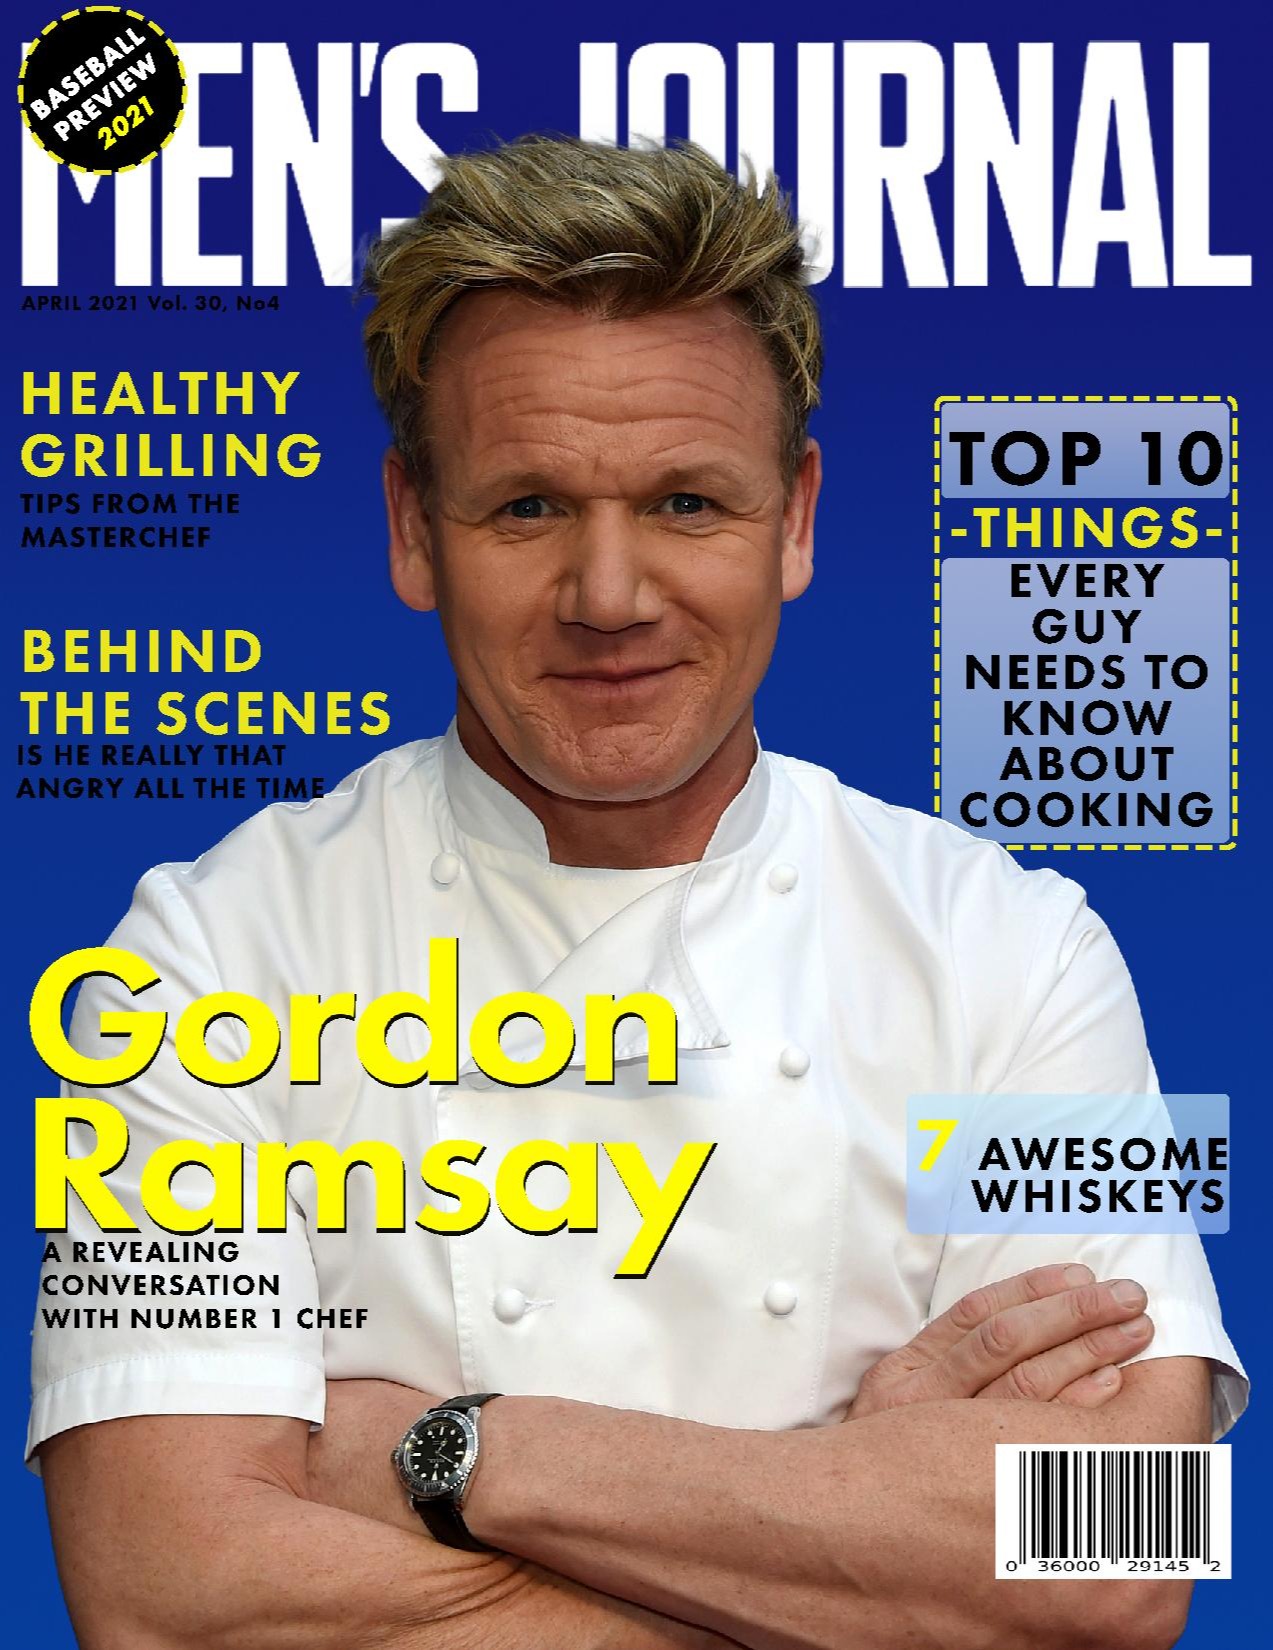 BASEBALL
PREVIEW
2021
MEN'S JOURNAL
APRIL 2021 Vol. 30, No4
HEALTHY
GRILLING
TIPS FROM THE
MASTERCHEF
BEHIND
THE SCENES
IS HE REALLY THAT
ANGRY ALL THE TIME
TOP 10
-THINGS-
EVERY
GUY
NEEDS TO
KNOW
ABOUT
COOKING
Gordon
Ramsay
A REVEALING
CONVERSATION
WITH NUMBER 1 CHEF
7 AWESOME
WHISKEYS
0 36000 29145 2